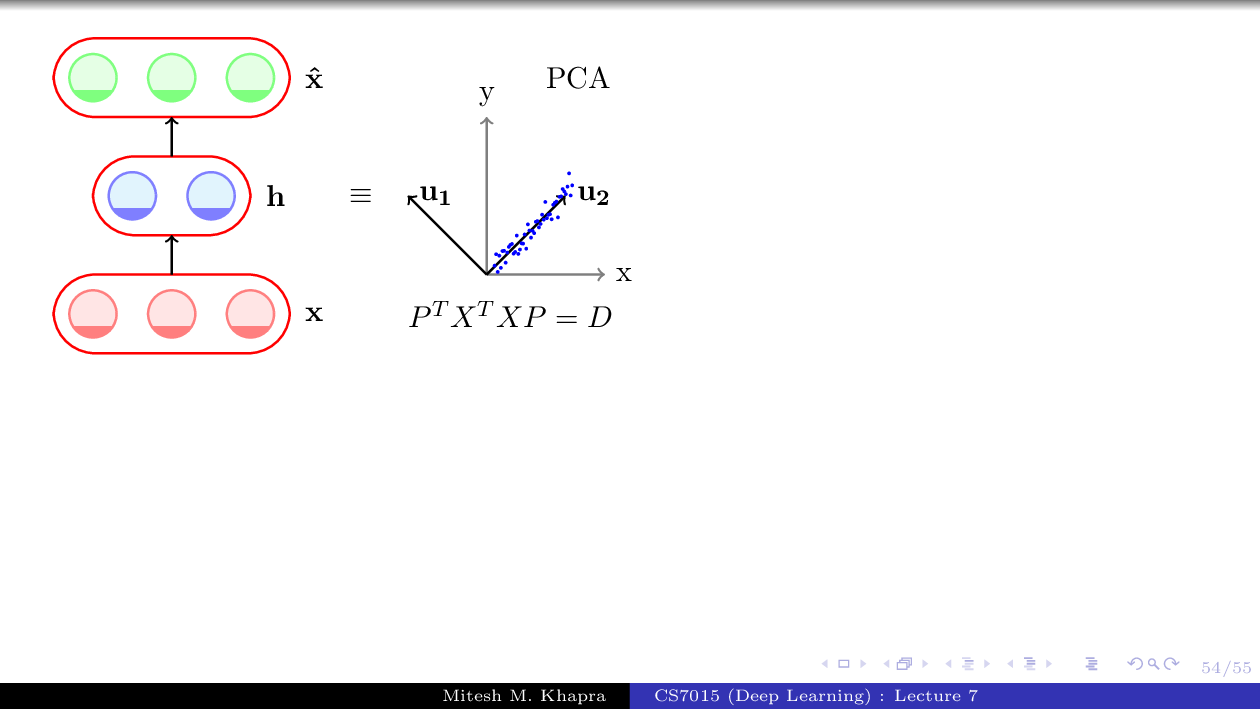 x̂
PCA
y
h
≡
u₁
u₂
x
x
PᵀXᵀXP = D
54/55
Mitesh M. Khapra
CS7015 (Deep Learning) : Lecture 7